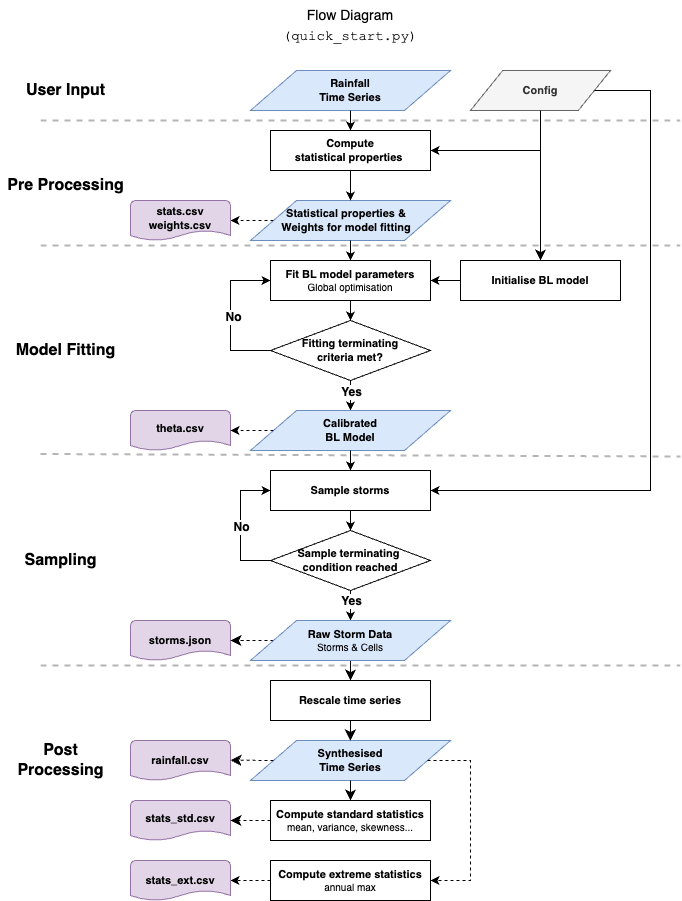 Flow Diagram
(quick_start.py)
User Input
Rainfall
Time Series
Config
Compute
statistical properties
Pre Processing
stats.csv
weights.csv
Statistical properties &
Weights for model fitting
Fit BL model parameters
Global optimisation
Initialise BL model
No
Model Fitting
Fitting terminating
criteria met?
Yes
theta.csv
Calibrated
BL Model
Sample storms
No
Sampling
Sample terminating
condition reached
Yes
storms.json
Raw Storm Data
Storms & Cells
Rescale time series
Post
Processing
rainfall.csv
Synthesised
Time Series
stats_std.csv
Compute standard statistics
mean, variance, skewness...
stats_ext.csv
Compute extreme statistics
annual max